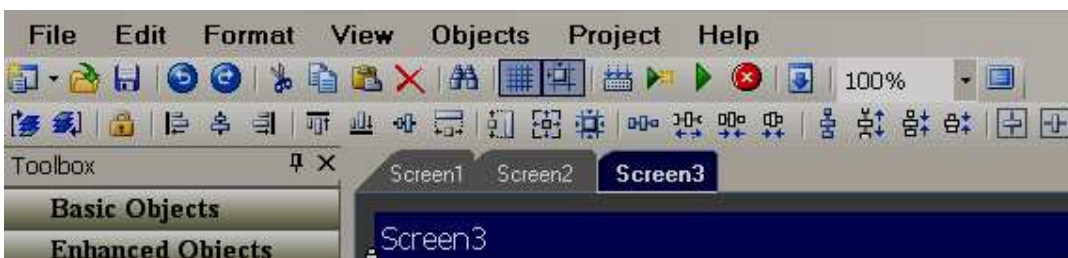 File Edit Format View Objects Project Help
100%
Toolbox
Screen1 Screen2 Screen3
Basic Objects
Screen3
Enhanced Objects